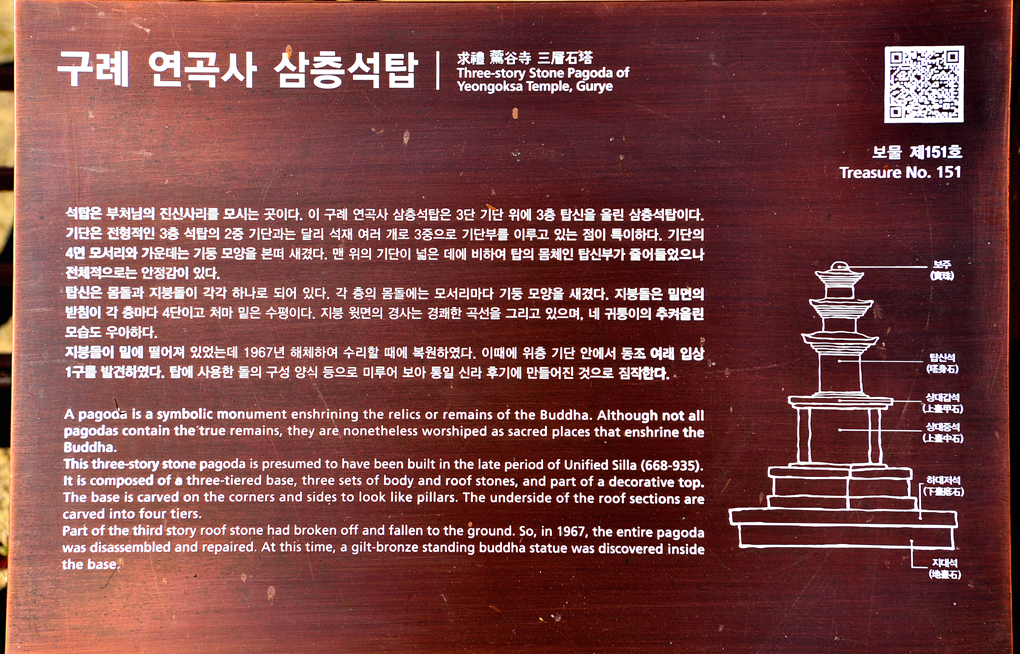 구례 연곡사 삼층석탑
求禮 鷰谷寺 三層石塔
Three-story Stone Pagoda of
Yeongoksa Temple, Gurye
보물 제151호
Treasure No. 151
석탑은 부처님의 진신사리를 모시는 곳이다. 이 구례 연곡사 삼층석탑은 3단 기단 위에 3층 탑신을 올린 삼층석탑이다.
기단은 전형적인 3층 석탑의 2중 기단과는 달리 석재 여러 개로 3중으로 기단부를 이루고 있는 점이 특이하다. 기단의
4면 모서리와 가운데는 기둥 모양을 본떠 새겼다. 맨 위의 기단이 넓은 데에 비하여 탑의 몸체인 탑신부가 줄어들었으나
전체적으로는 안정감이 있다.
탑신은 몸돌과 지붕돌이 각각 하나로 되어 있다. 각 층의 몸돌에는 모서리마다 기둥 모양을 새겼다. 지붕돌은 밑면의
받침이 각 층마다 4단이고 처마 밑은 수평이다. 지붕 윗면의 경사는 경쾌한 곡선을 그리고 있으며, 네 귀퉁이의 추켜올린
모습도 우아하다.
지붕돌이 밑에 떨어져 있었는데 1967년 해체하여 수리할 때에 복원하였다. 이때에 위층 기단 안에서 동조 여래 입상
1구를 발견하였다. 탑에 사용한 돌의 구성 양식 등으로 미루어 보아 통일 신라 후기에 만들어진 것으로 짐작한다.
A pagoda is a symbolic monument enshrining the relics or remains of the Buddha. Although not all
pagodas contain the true remains, they are nonetheless worshiped as sacred places that enshrine the
Buddha.
This three-story stone pagoda is presumed to have been built in the late period of Unified Silla (668-935).
It is composed of a three-tiered base, three sets of body and roof stones, and part of a decorative top.
The base is carved on the corners and sides to look like pillars. The underside of the roof sections are
carved into four tiers.
Part of the third story roof stone had broken off and fallen to the ground. So, in 1967, the entire pagoda
was disassembled and repaired. At this time, a gilt-bronze standing buddha statue was discovered inside
the base.
보주
(寶珠)
탑신석
(塔身石)
상대갑석
(上臺甲石)
상대중석
(上臺中石)
하대저석
(下臺底石)
지대석
(地臺石)